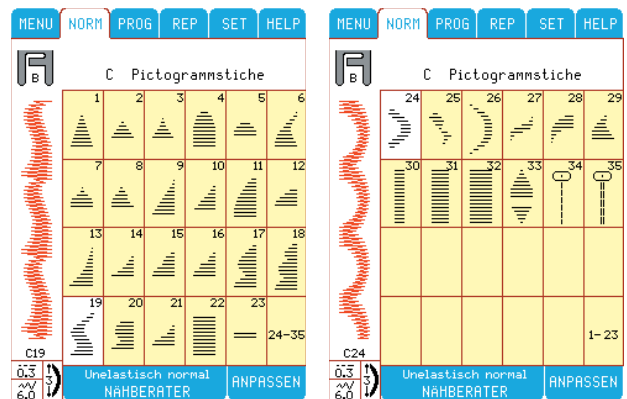 MENU NORM PROG REP SET HELP
B
C Pictogrammstiche
1 2 3 4 5 6
7 8 9 10 11 12
13 14 15 16 17 18
19 20 21 22 23 24-35
C19
0.3 3
6.0
Unelastisch normal
NÄHBERATER
ANPASSEN
MENU NORM PROG REP SET HELP
B
C Pictogrammstiche
24 25 26 27 28 29
30 31 32 33 34 35
1-23
C24
0.3 3
6.0
Unelastisch normal
NÄHBERATER
ANPASSEN